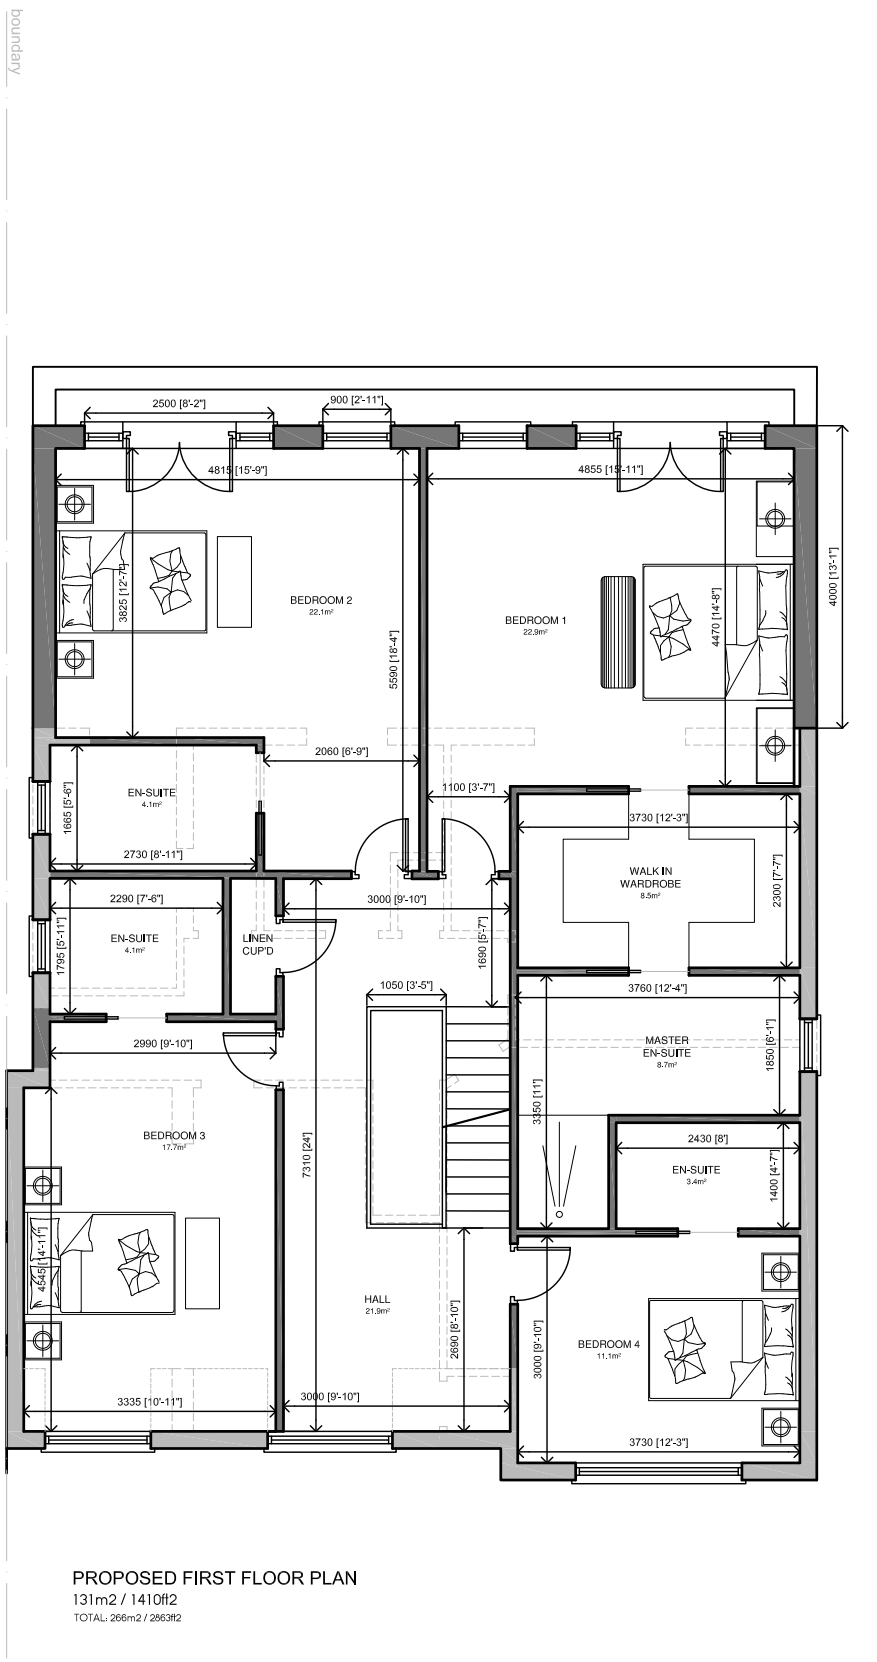 boundary
2500 [8'-2"]
900 [2'-11"]
4815 [15'-9"]
4855 [15'-11"]
4000 [13'-1"]
3825 [12'-7"]
BEDROOM 2
22.1m²
5590 [18'-4"]
BEDROOM 1
22.9m²
4470 [14'-8"]
2060 [6'-9"]
1665 [5'-6"]
EN-SUITE
4.1m²
2730 [8'-11"]
1100 [3'-7"]
3730 [12'-3"]
WALK IN
WARDROBE
8.5m²
2300 [7'-7"]
2290 [7'-6"]
1795 [5'-11"]
EN-SUITE
4.1m²
LINEN
CUP'D
3000 [9'-10"]
1690 [5'-7"]
1050 [3'-5"]
3760 [12'-4"]
MASTER
EN-SUITE
8.7m²
1850 [6'-1"]
2990 [9'-10"]
3350 [11']
BEDROOM 3
17.7m²
7310 [24']
2430 [8']
EN-SUITE
3.4m²
1400 [4'-7"]
4545 [14'-11"]
HALL
21.9m²
2690 [8'-10"]
3000 [9'-10"]
BEDROOM 4
11.1m²
3335 [10'-11"]
3000 [9'-10"]
3730 [12'-3"]
PROPOSED FIRST FLOOR PLAN
131m2 / 1410ft2
TOTAL: 266m2 / 2863ft2